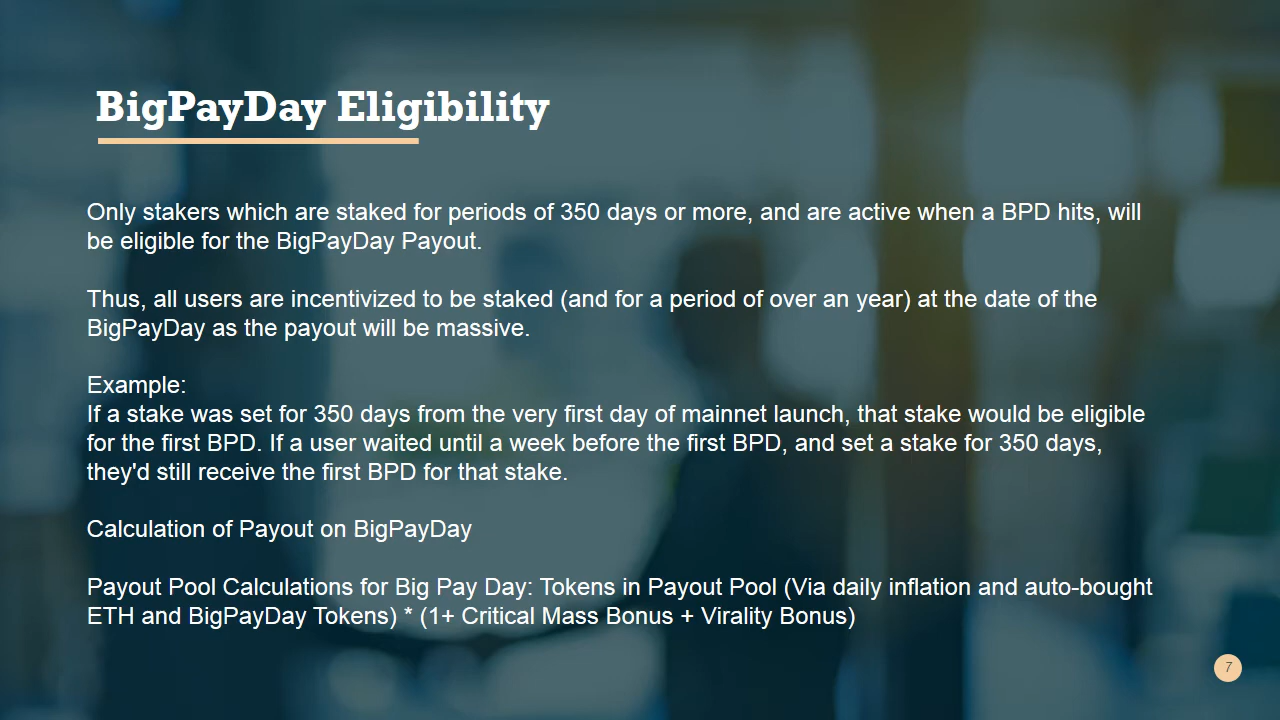 BigPayDay Eligibility
Only stakers which are staked for periods of 350 days or more, and are active when a BPD hits, will
be eligible for the BigPayDay Payout.
Thus, all users are incentivized to be staked (and for a period of over an year) at the date of the
BigPayDay as the payout will be massive.
Example:
If a stake was set for 350 days from the very first day of mainnet launch, that stake would be eligible
for the first BPD. If a user waited until a week before the first BPD, and set a stake for 350 days,
they'd still receive the first BPD for that stake.
Calculation of Payout on BigPayDay
Payout Pool Calculations for Big Pay Day: Tokens in Payout Pool (Via daily inflation and auto-bought
ETH and BigPayDay Tokens) * (1+ Critical Mass Bonus + Virality Bonus)
7